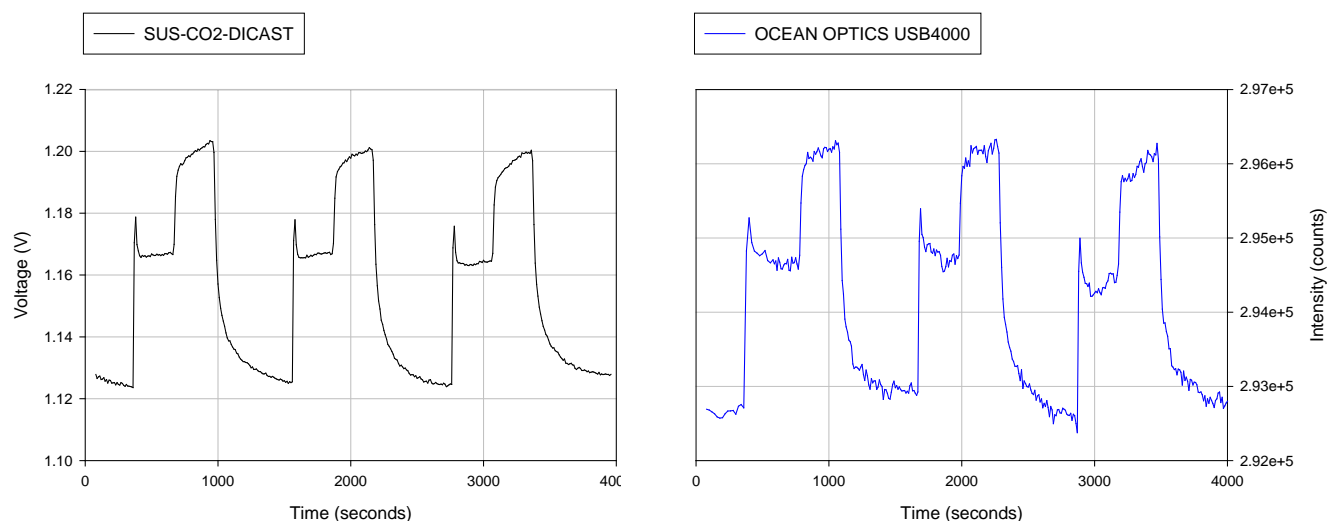 SUS-CO2-DICAST
OCEAN OPTICS USB4000
1.22
1.20
1.18
1.16
1.14
1.12
1.10
Voltage (V)
0 1000 2000 3000 400
Time (seconds)
2.97e+5
2.96e+5
2.95e+5
2.94e+5
2.93e+5
2.92e+5
Intensity (counts)
0 1000 2000 3000 4000
Time (seconds)